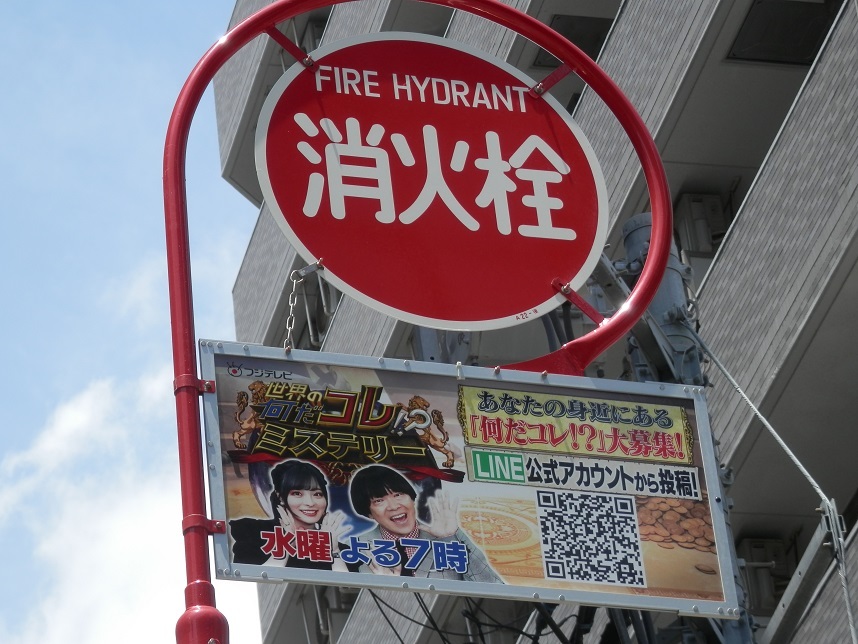 FIRE HYDRANT
消火栓
フジテレビ
世界の
何だコレ!?
ミステリー
水曜よる7時
あなたの身近にある
「何だコレ!?」大募集!
LINE公式アカウントから投稿!